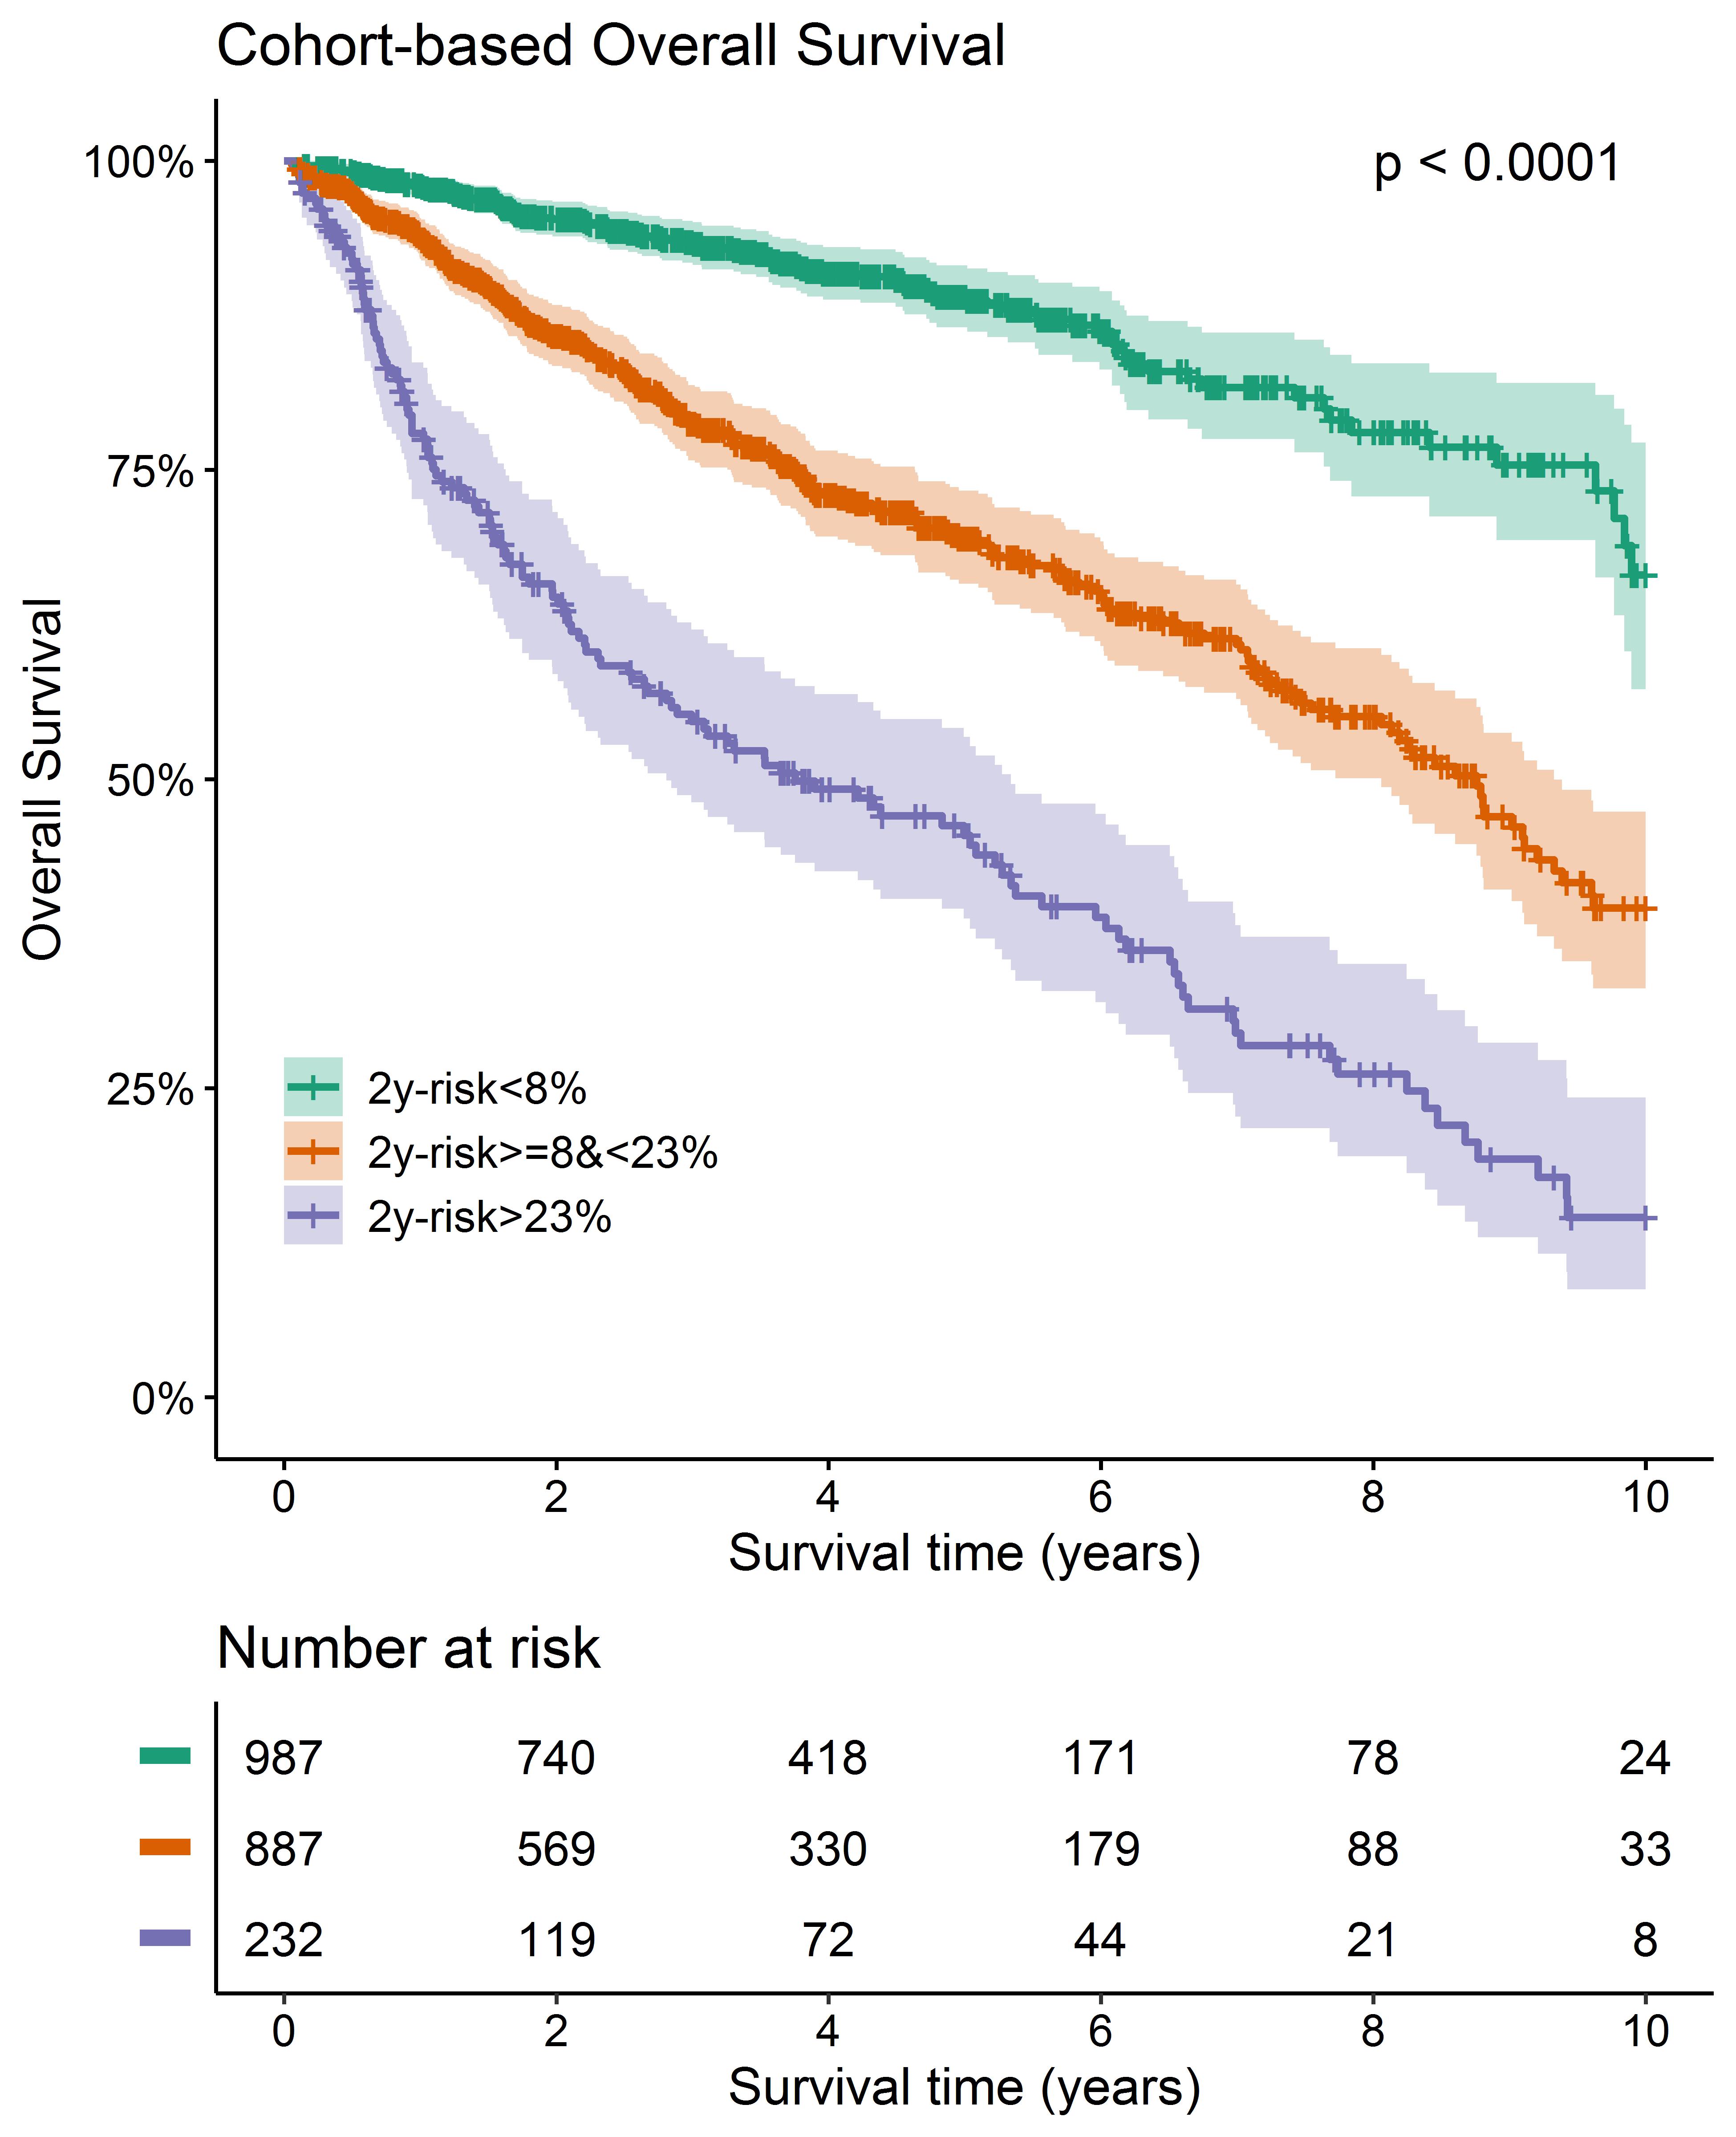 Cohort-based Overall Survival
p < 0.0001
100%
75%
50%
25%
0%
Overall Survival
2y-risk<8%
2y-risk>=8&<23%
2y-risk>23%
0 2 4 6 8 10
Survival time (years)
Number at risk
987 740 418 171 78 24
887 569 330 179 88 33
232 119 72 44 21 8
0 2 4 6 8 10
Survival time (years)